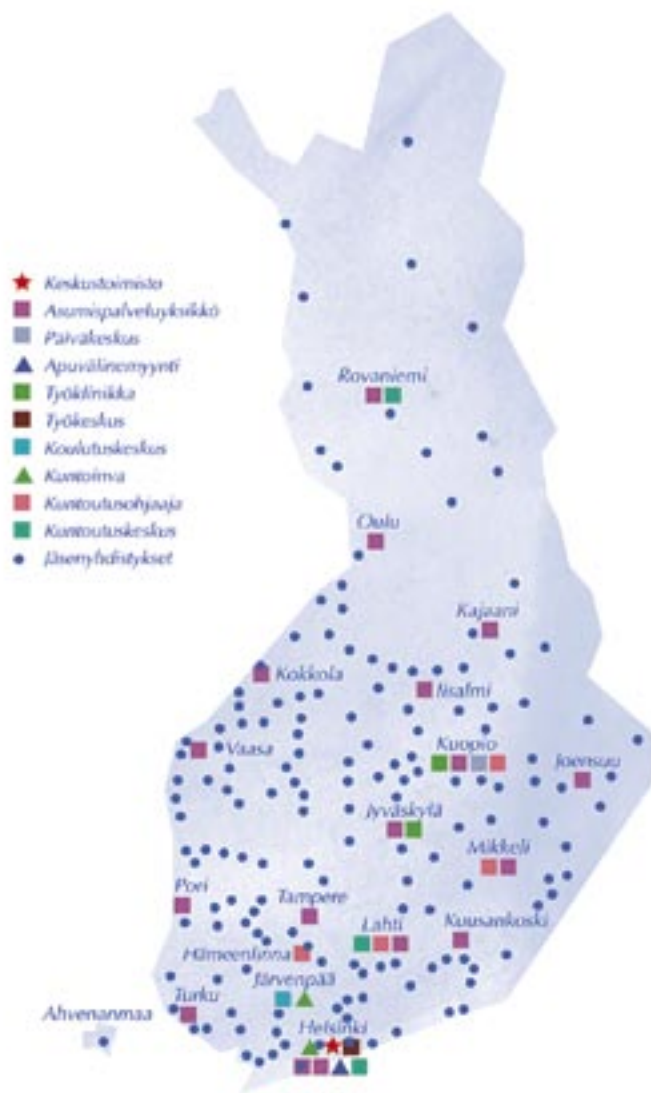 Keskustoimisto
Asumispalveluyksikkö
Päiväkeskus
Apuvälinemyynti
Työklinikka
Työkeskus
Koulutuskeskus
Kuntoinva
Kuntoutusohjaaja
Kuntoutuskeskus
Jäsenyhdistykset
Rovaniemi
Oulu
Kajaani
Kokkola
Iisalmi
Vaasa
Kuopio
Joensuu
Jyväskylä
Mikkeli
Pori
Tampere
Lahti
Kuusankoski
Hämeenlinna
Järvenpää
Turku
Ahvenanmaa
Helsinki